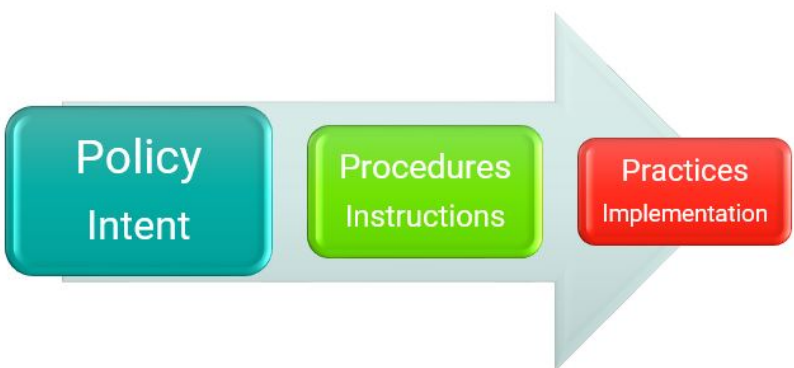 Policy
Intent
Procedures
Instructions
Practices
Implementation